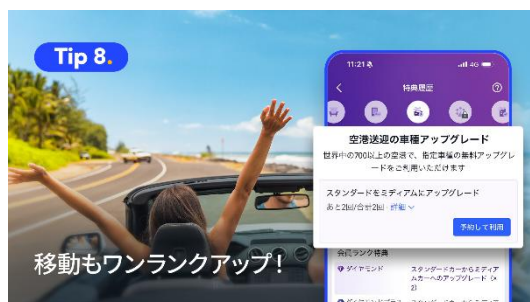 Tip 8.
移動もワンランクアップ！
11:21
4G
特典履歴
空港送迎の車種アップグレード
世界中の700以上の空港で、指定車種の無料アップグレ
ードをご利用いただけます
スタンダードをミディアムにアップグレード
あと2回/合計2回・詳細
予約して利用
会員ランク特典
ダイヤモンド
スタンダードカーからミディア
ムカーへのアップグレード（×
2）